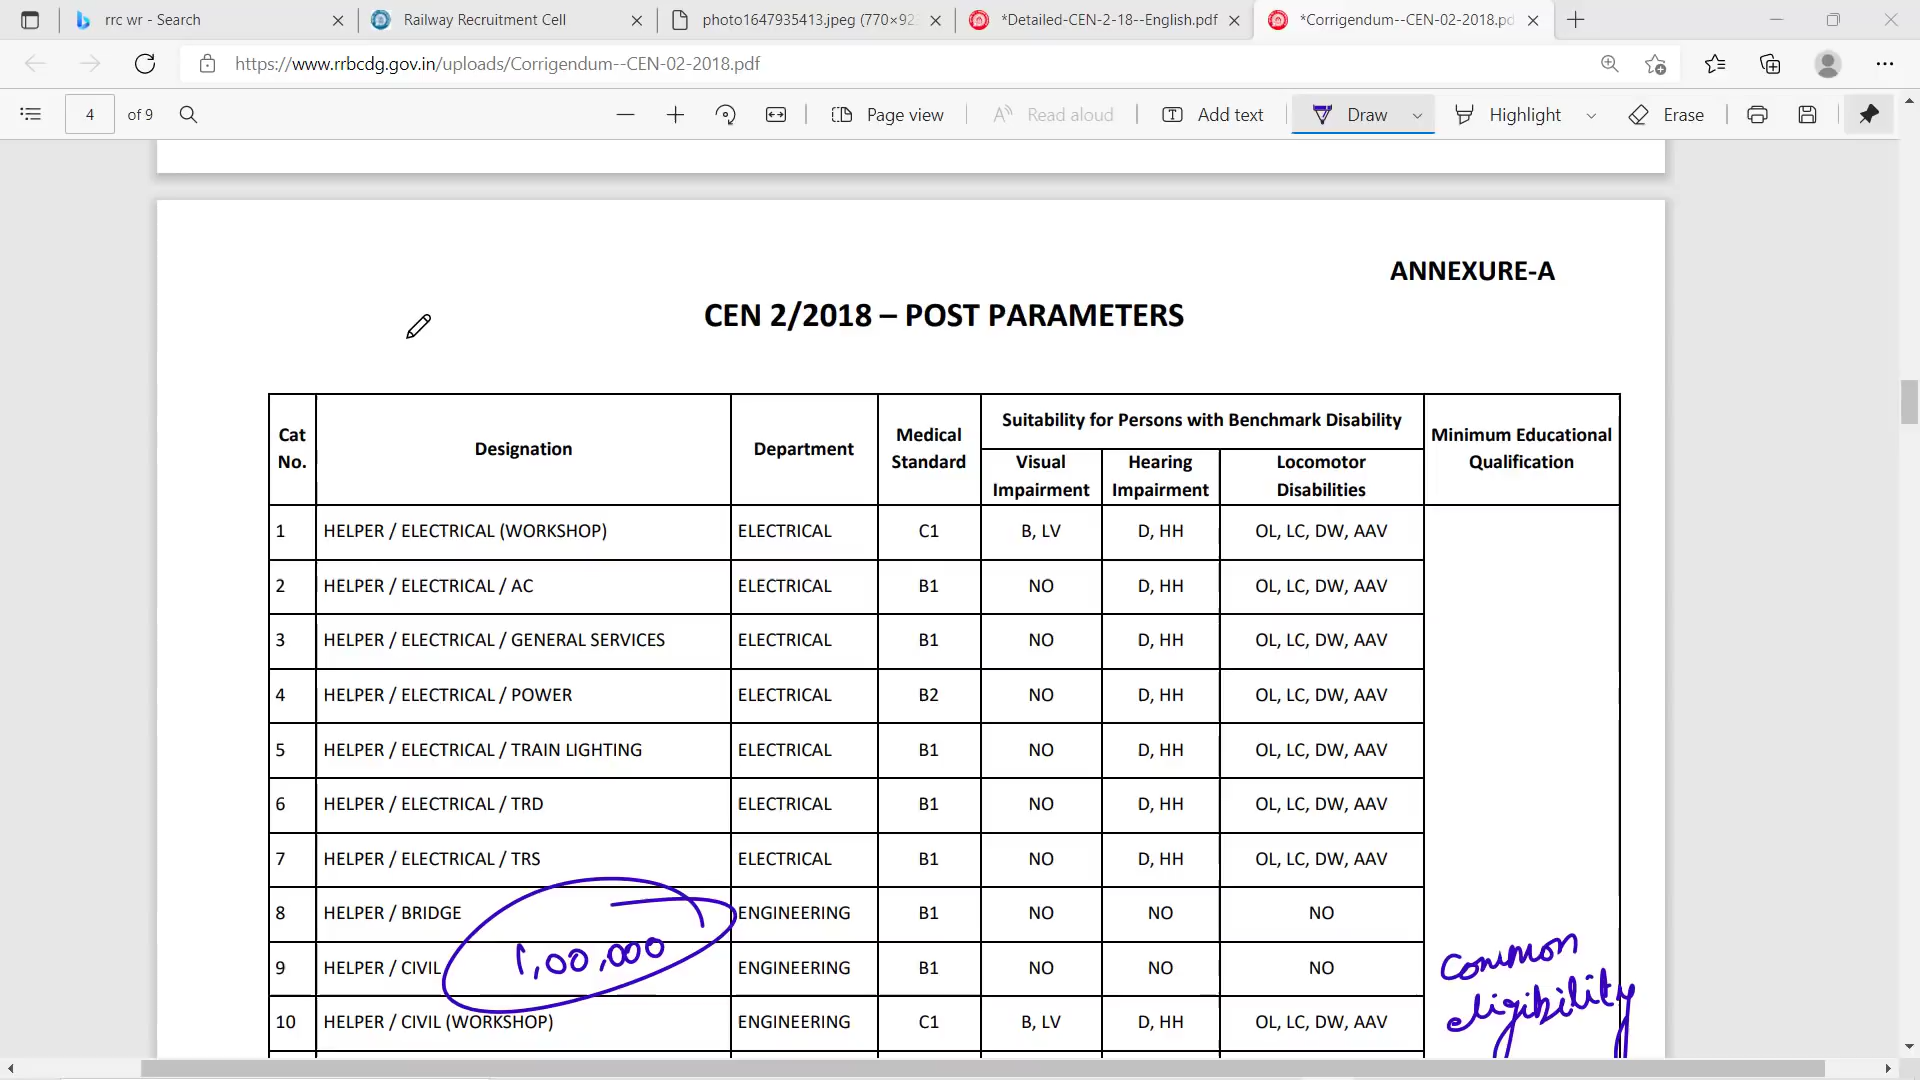 rrc wr - Search
Railway Recruitment Cell
photo1647935413.jpeg (770×92
*Detailed-CEN-2-18--English.pdf
*Corrigendum--CEN-02-2018.pd
https://www.rrbcdg.gov.in/uploads/Corrigendum--CEN-02-2018.pdf
4 of 9 Page view Read aloud Add text Draw Highlight Erase
ANNEXURE-A
CEN 2/2018 – POST PARAMETERS
Cat No. Designation Department Medical Standard Suitability for Persons with Benchmark Disability Minimum Educational Qualification
Visual Impairment Hearing Impairment Locomotor Disabilities
1 HELPER / ELECTRICAL (WORKSHOP) ELECTRICAL C1 B, LV D, HH OL, LC, DW, AAV
2 HELPER / ELECTRICAL / AC ELECTRICAL B1 NO D, HH OL, LC, DW, AAV
3 HELPER / ELECTRICAL / GENERAL SERVICES ELECTRICAL B1 NO D, HH OL, LC, DW, AAV
4 HELPER / ELECTRICAL / POWER ELECTRICAL B2 NO D, HH OL, LC, DW, AAV
5 HELPER / ELECTRICAL / TRAIN LIGHTING ELECTRICAL B1 NO D, HH OL, LC, DW, AAV
6 HELPER / ELECTRICAL / TRD ELECTRICAL B1 NO D, HH OL, LC, DW, AAV
7 HELPER / ELECTRICAL / TRS ELECTRICAL B1 NO D, HH OL, LC, DW, AAV
8 HELPER / BRIDGE ENGINEERING B1 NO NO NO
1,00,000
Common
9 HELPER / CIVIL ENGINEERING B1 NO NO NO
eligibility
10 HELPER / CIVIL (WORKSHOP) ENGINEERING C1 B, LV D, HH OL, LC, DW, AAV